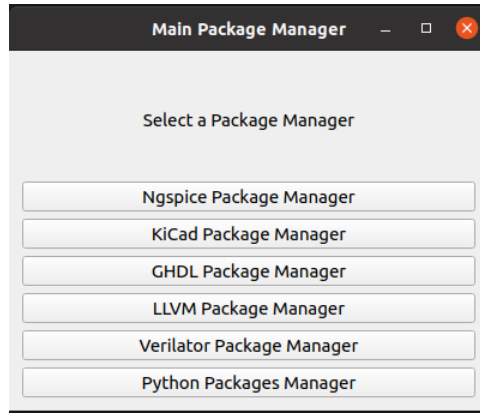 Main Package Manager
Select a Package Manager
Ngspice Package Manager
KiCad Package Manager
GHDL Package Manager
LLVM Package Manager
Verilator Package Manager
Python Packages Manager